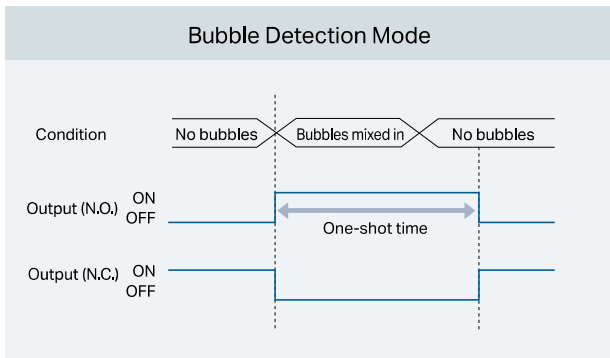 Bubble Detection Mode
Condition No bubbles Bubbles mixed in No bubbles
Output (N.O.) ON
OFF
One-shot time
Output (N.C.) ON
OFF